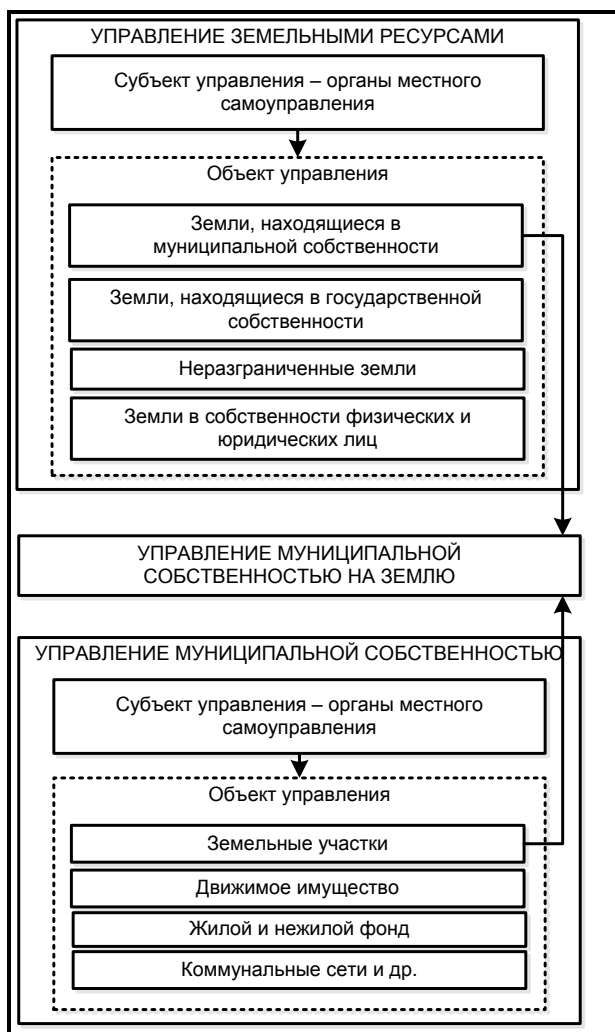 УПРАВЛЕНИЕ ЗЕМЕЛЬНЫМИ РЕСУРСАМИ
Субъект управления – органы местного
самоуправления
Объект управления
Земли, находящиеся в
муниципальной собственности
Земли, находящиеся в государственной
собственности
Неразграниченные земли
Земли в собственности физических и
юридических лиц
УПРАВЛЕНИЕ МУНИЦИПАЛЬНОЙ
СОБСТВЕННОСТЬЮ НА ЗЕМЛЮ
УПРАВЛЕНИЕ МУНИЦИПАЛЬНОЙ СОБСТВЕННОСТЬЮ
Субъект управления – органы местного
самоуправления
Объект управления
Земельные участки
Движимое имущество
Жилой и нежилой фонд
Коммунальные сети и др.